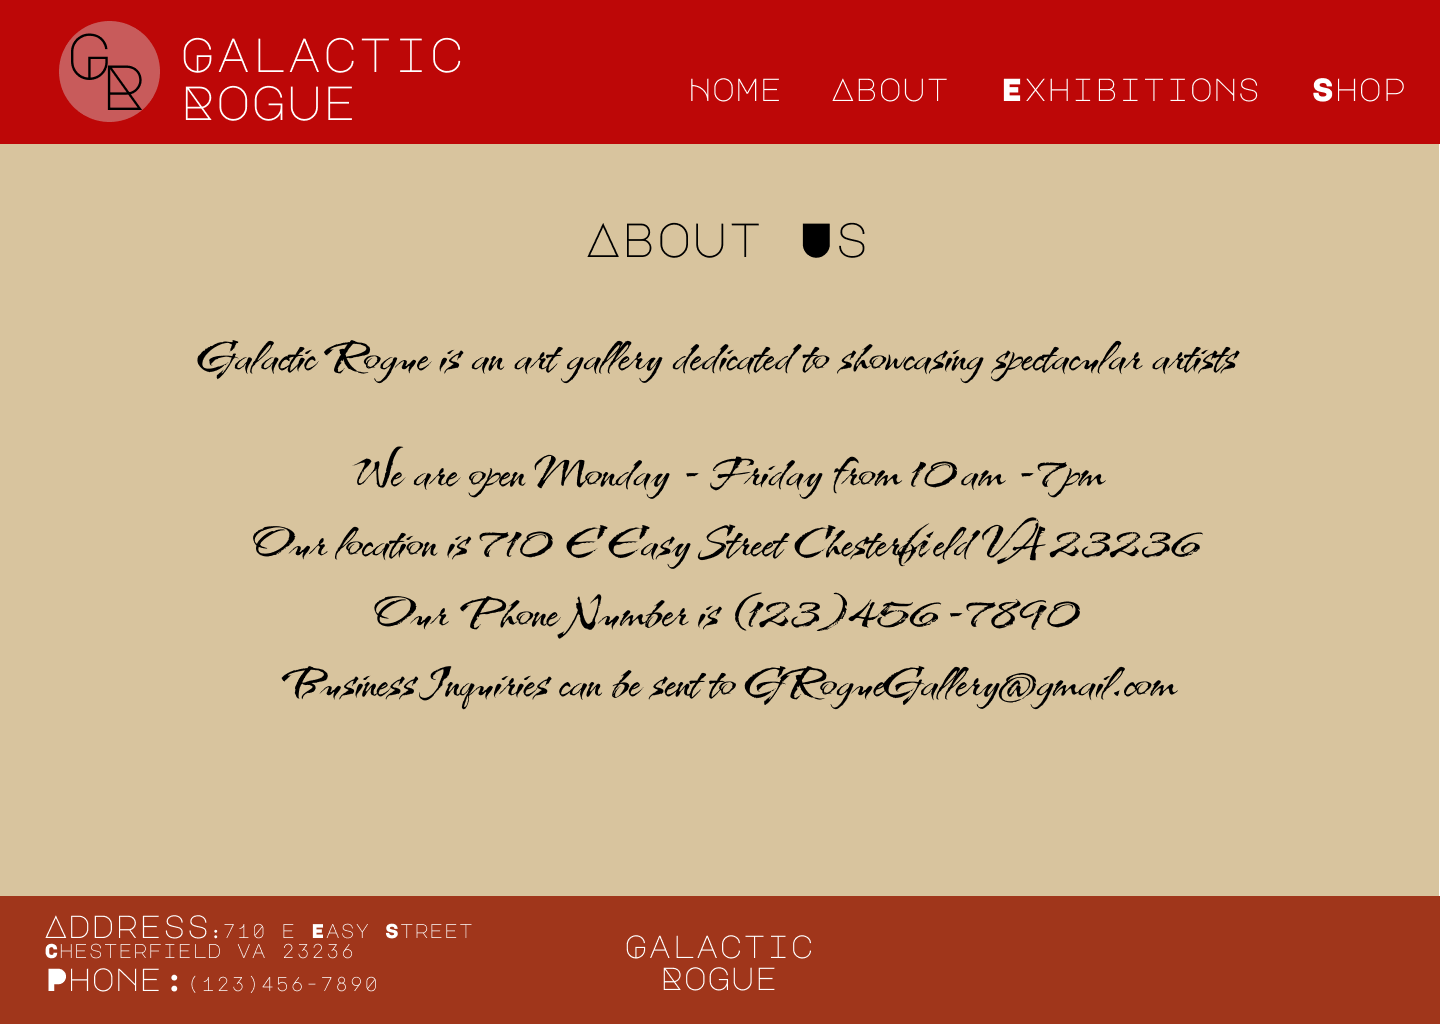 GR
GALACTIC
ROGUE
HOME ABOUT EXHIBITIONS SHOP
ABOUT US
Galactic Rogue is an art gallery dedicated to showcasing spectacular artists
We are open Monday - Friday from 10am -7pm
Our location is 710 E Easy Street Chesterfield VA 23236
Our Phone Number is (123)456-7890
Business Inquiries can be sent to GRogueGallery@gmail.com
ADDRESS:710 E EASY STREET
CHESTERFIELD VA 23236
PHONE:(123)456-7890
GALACTIC
ROGUE